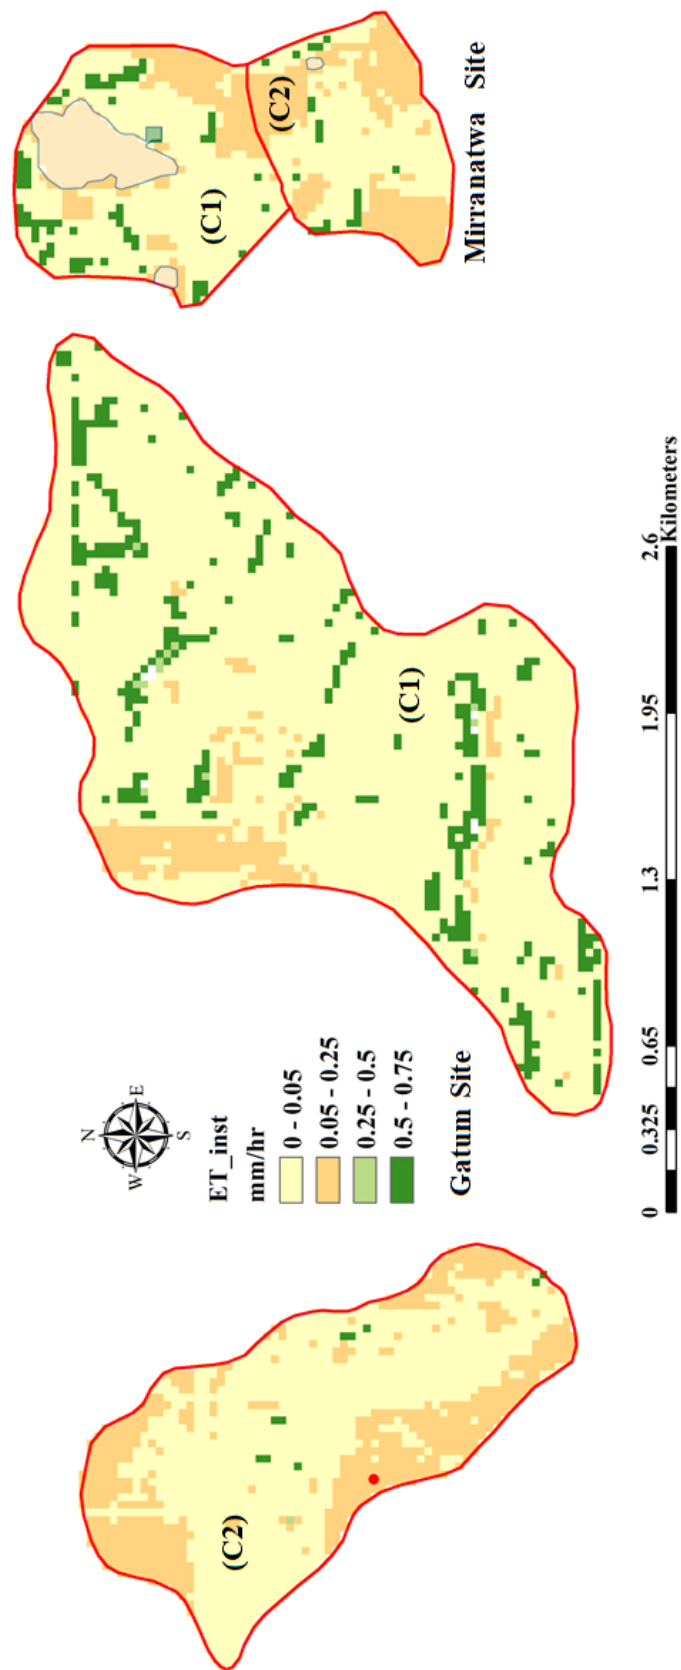 (C2)
N
W
E
S
ET_inst
mm/hr
0 - 0.05
0.05 - 0.25
0.25 - 0.5
0.5 - 0.75
Gatum Site
(C1)
(C1)
(C2)
Mirranatwa Site
0 0.325 0.65 1.3 1.95 2.6
Kilometers